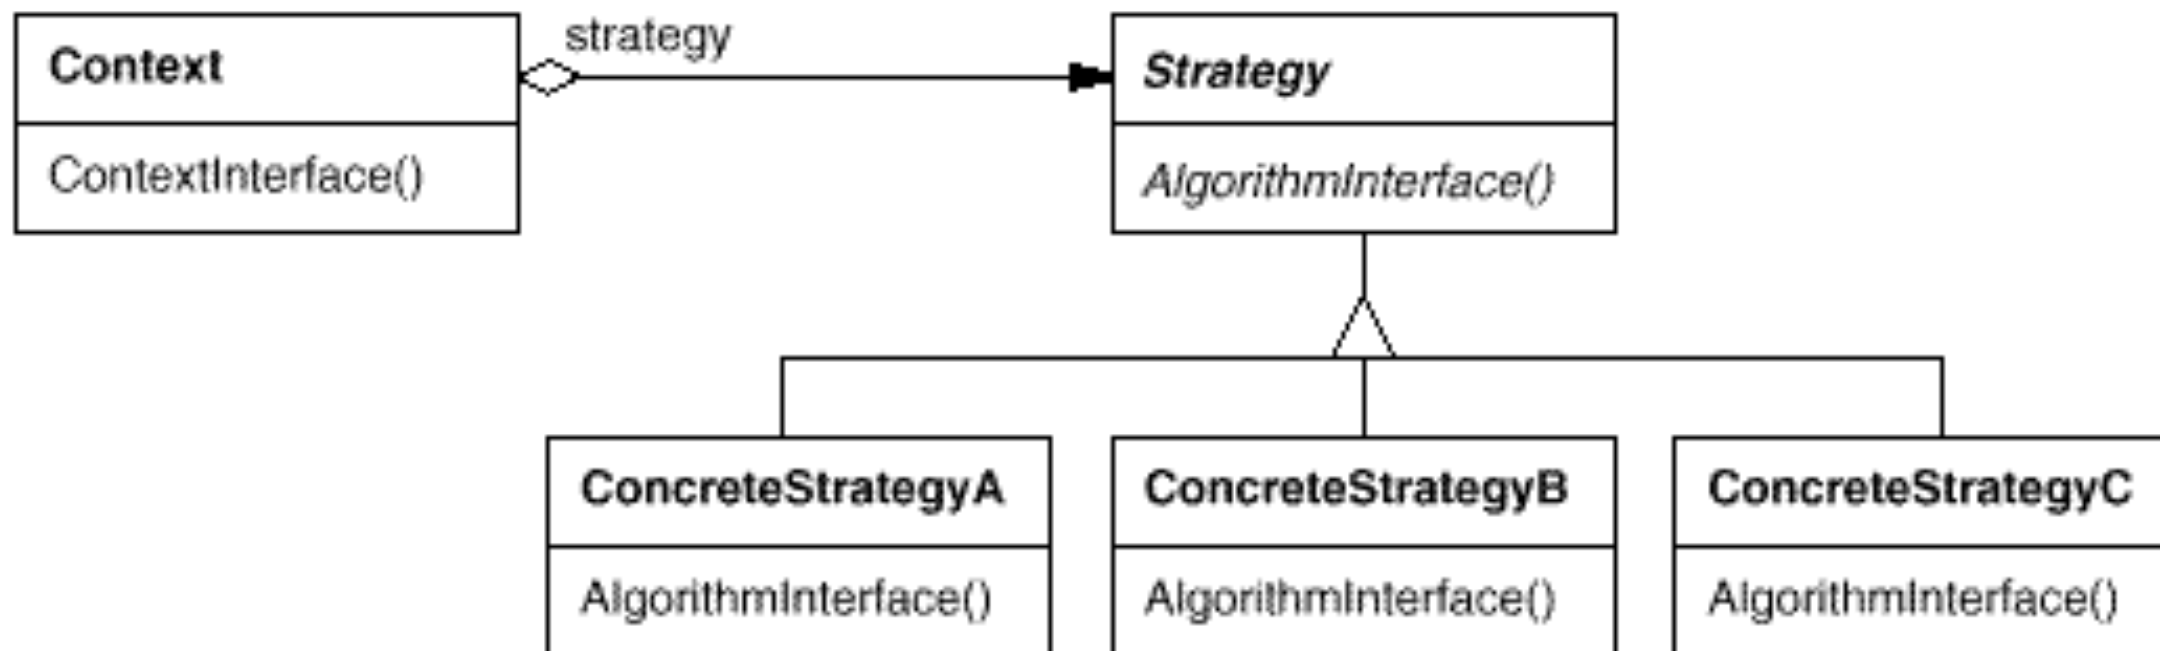 strategy
Context
Strategy
ContextInterface()
AlgorithmInterface()
ConcreteStrategyA
ConcreteStrategyB
ConcreteStrategyC
AlgorithmInterface()
AlgorithmInterface()
AlgorithmInterface()